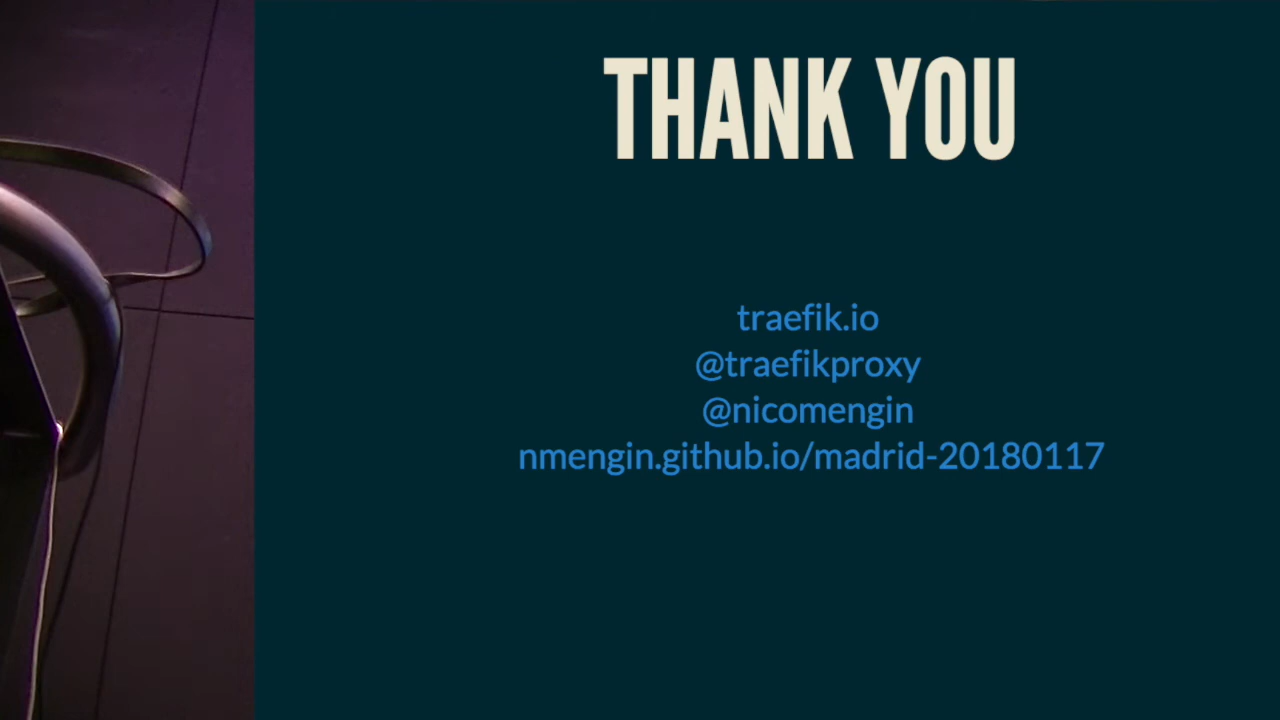 THANK YOU
traefik.io
@traefikproxy
@nicomengin
nmengin.github.io/madrid-20180117